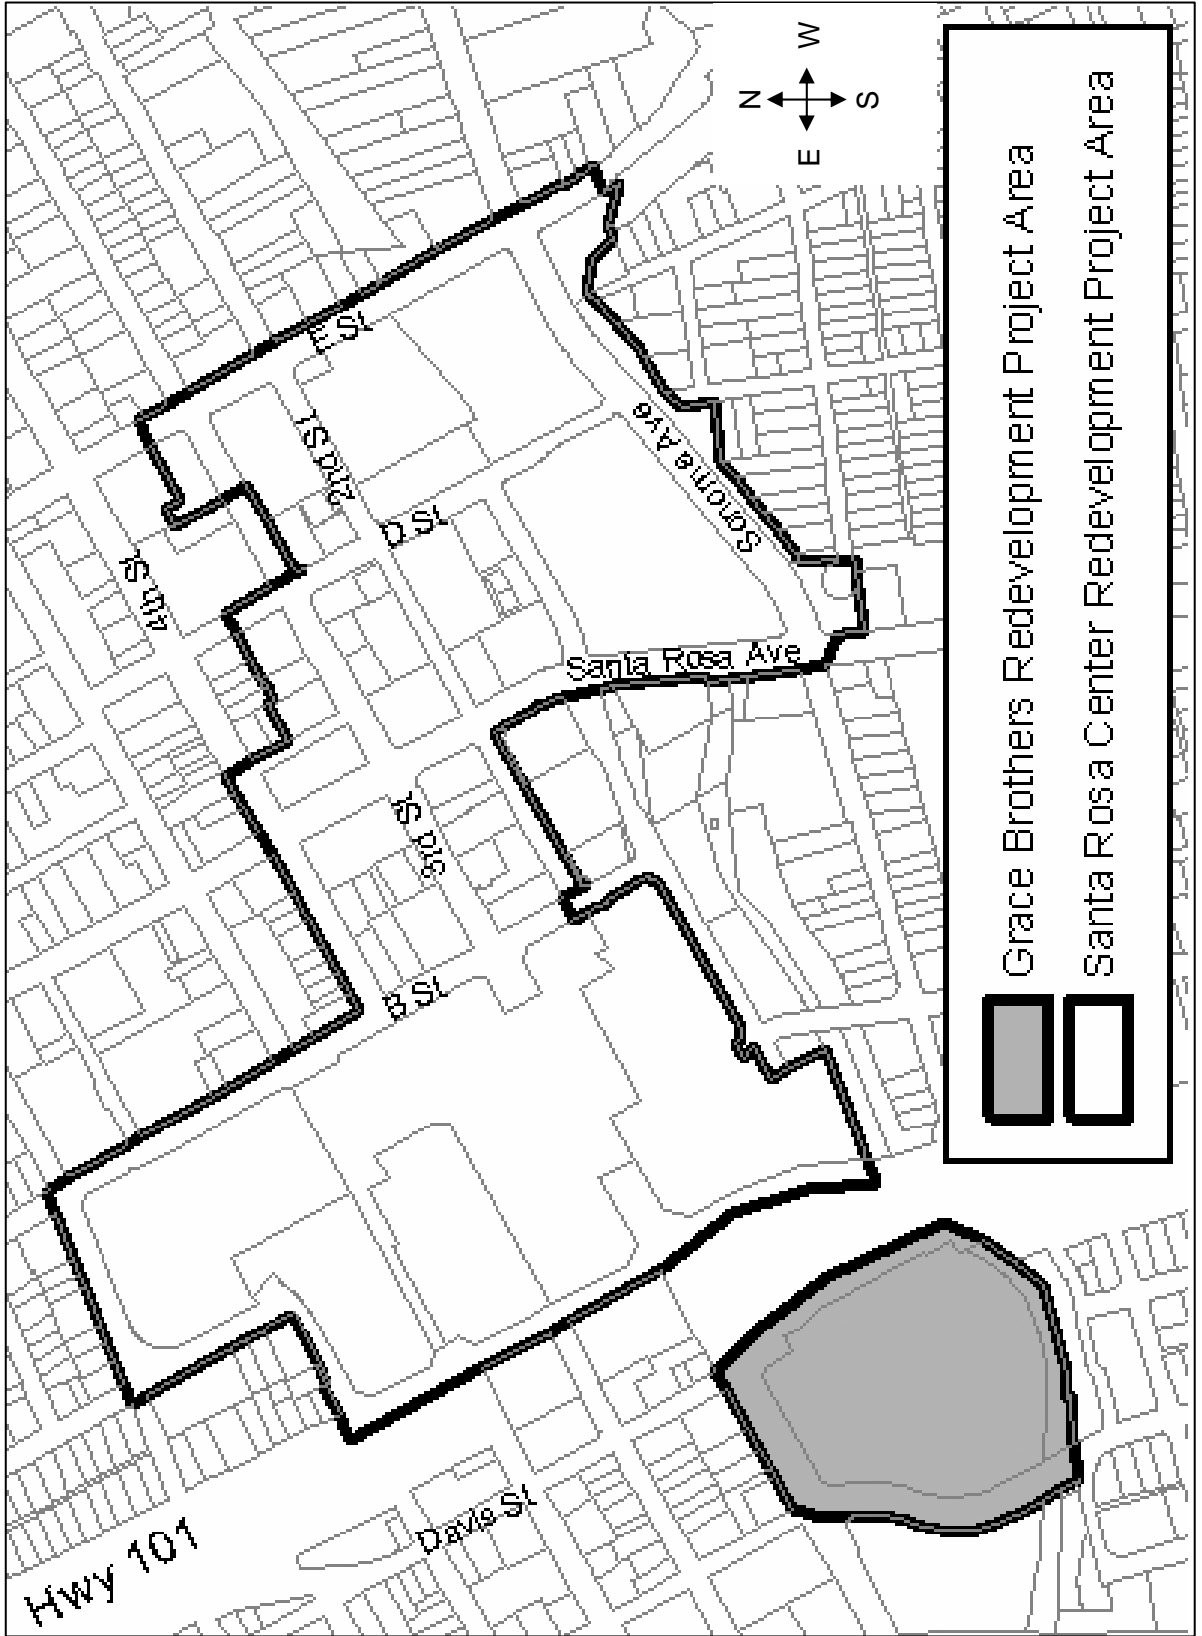 Hwy 101
Davis St
B St
3rd St
4th St
Santa Rosa Ave
D St
2nd St
Sonoma Ave
E St
N
E
W
S
Grace Brothers Redevelopment Project Area
Santa Rosa Center Redevelopment Project Area